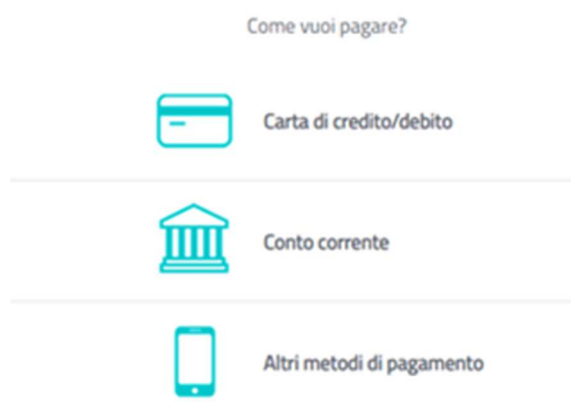 Come vuoi pagare?
Carta di credito/debito
Conto corrente
Altri metodi di pagamento